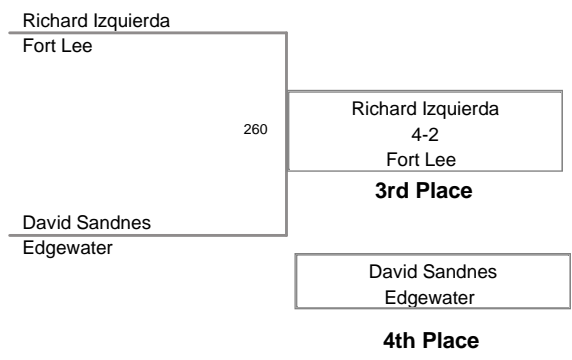 Richard Izquierda
Fort Lee
260
Richard Izquierda
4-2
Fort Lee
3rd Place
David Sandnes
Edgewater
David Sandnes
Edgewater
4th Place